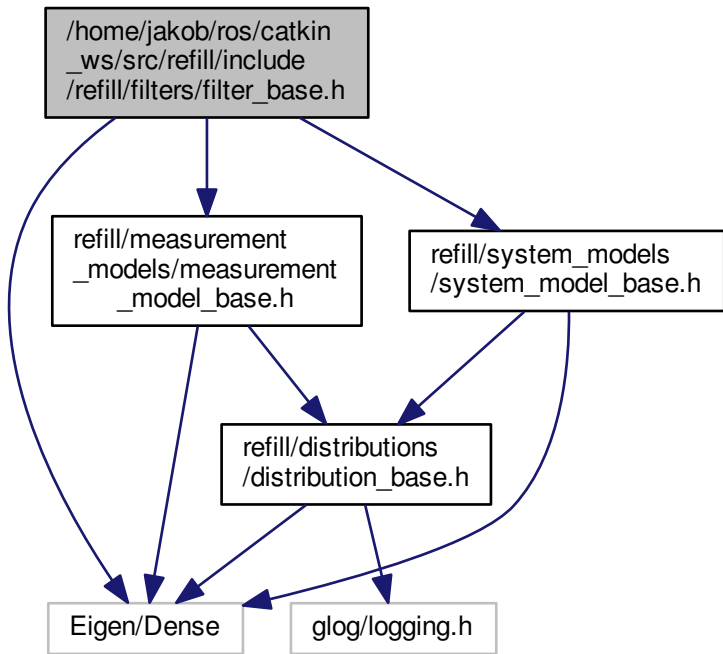 /home/jakob/ros/catkin
_ws/src/refill/include
/refill/filters/filter_base.h
refill/measurement
_models/measurement
_model_base.h
refill/system_models
/system_model_base.h
refill/distributions
/distribution_base.h
Eigen/Dense
glog/logging.h